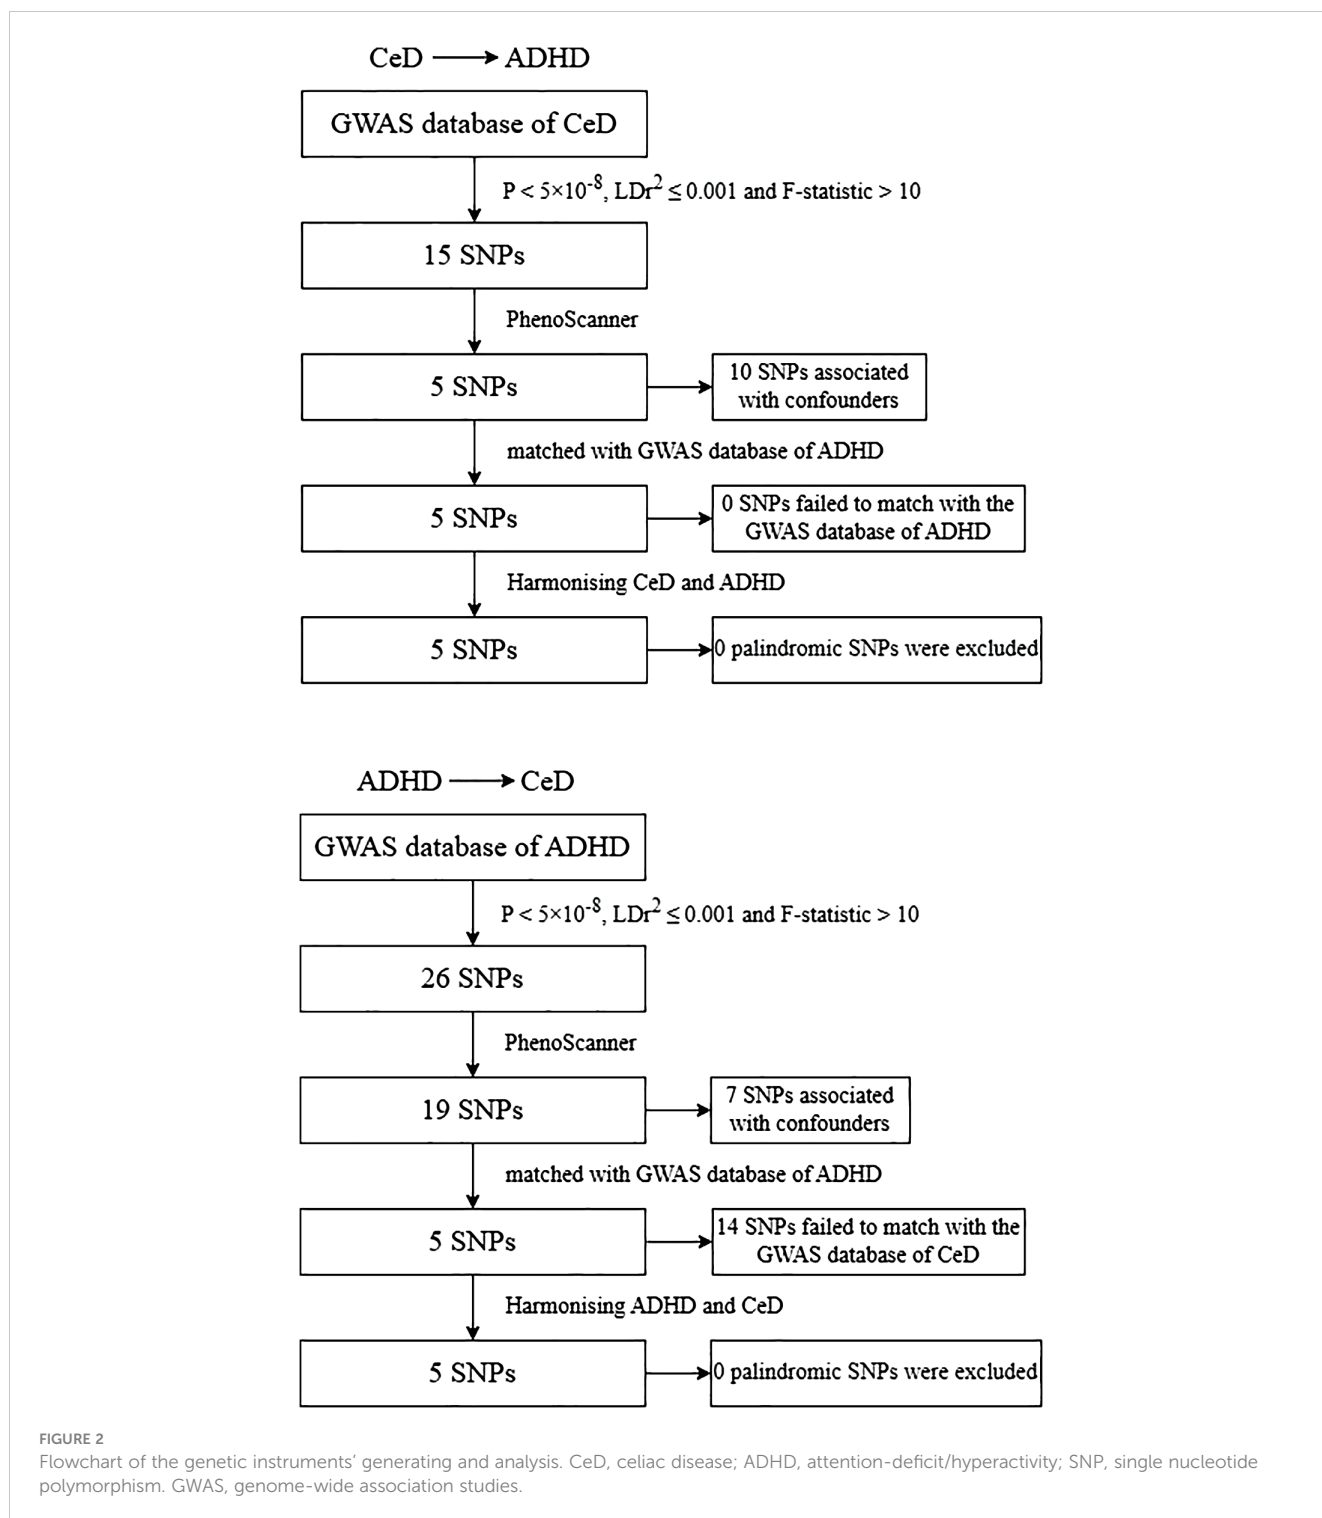 CeD ⟶ ADHD
GWAS database of CeD
P < 5×10-8, LDr2 ≤ 0.001 and F-statistic > 10
15 SNPs
PhenoScanner
5 SNPs
10 SNPs associated
with confounders
matched with GWAS database of ADHD
5 SNPs
0 SNPs failed to match with the
GWAS database of ADHD
Harmonising CeD and ADHD
5 SNPs
0 palindromic SNPs were excluded
ADHD ⟶ CeD
GWAS database of ADHD
P < 5×10-8, LDr2 ≤ 0.001 and F-statistic > 10
26 SNPs
PhenoScanner
19 SNPs
7 SNPs associated
with confounders
matched with GWAS database of ADHD
5 SNPs
14 SNPs failed to match with the
GWAS database of CeD
Harmonising ADHD and CeD
5 SNPs
0 palindromic SNPs were excluded
FIGURE 2
Flowchart of the genetic instruments’ generating and analysis. CeD, celiac disease; ADHD, attention-deficit/hyperactivity; SNP, single nucleotide
polymorphism. GWAS, genome-wide association studies.